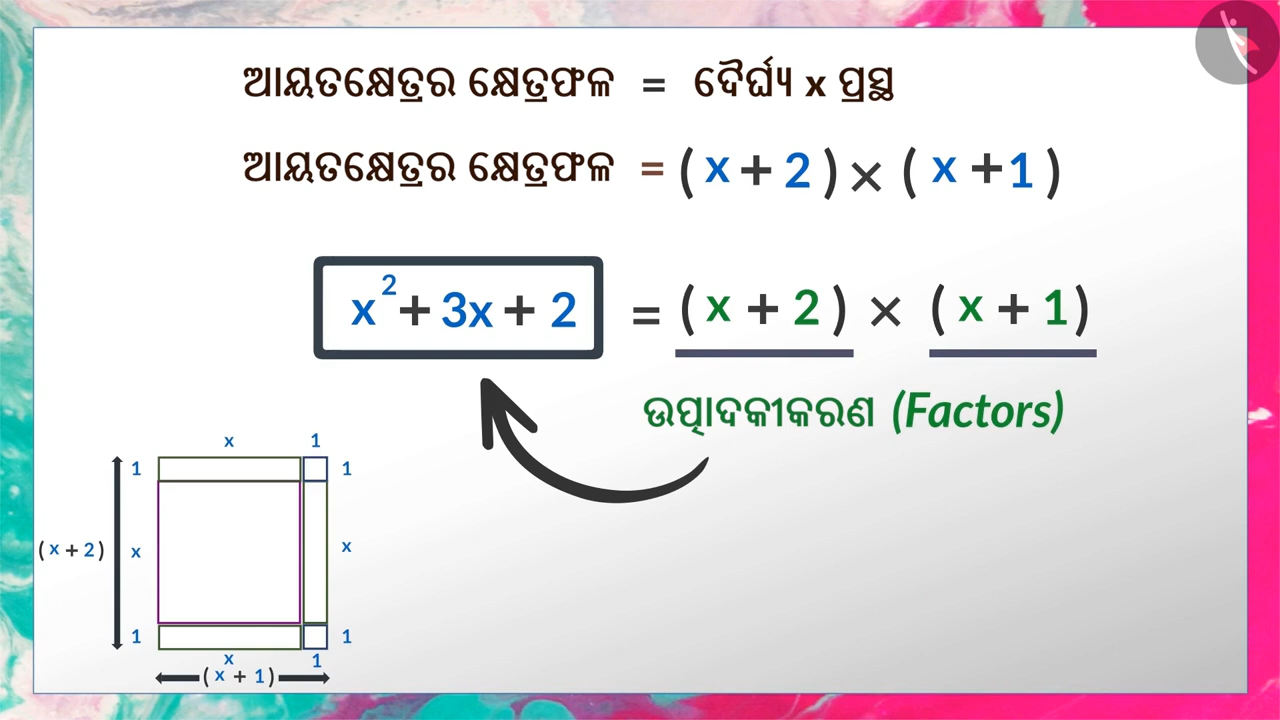 ଆୟତକ୍ଷେତ୍ରର କ୍ଷେତ୍ରଫଳ = ଦୈର୍ଘ୍ୟ x ପ୍ରସ୍ଥ
ଆୟତକ୍ଷେତ୍ରର କ୍ଷେତ୍ରଫଳ = ( x + 2 ) × ( x + 1 )
x² + 3x + 2 = ( x + 2 ) × ( x + 1 )
ଉତ୍ପାଦକୀକରଣ (Factors)
x 1
1 1
( x + 2 ) x x
1 1
x 1
( x + 1 )